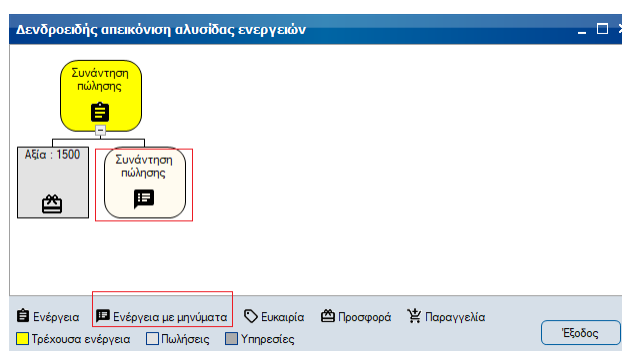 Δενδροειδής απεικόνιση αλυσίδας ενεργειών
Συνάντηση
πώλησης
Αξία : 1500
Συνάντηση
πώλησης
Ενέργεια Ενέργεια με μηνύματα Ευκαιρία Προσφορά Παραγγελία
Τρέχουσα ενέργεια Πωλήσεις Υπηρεσίες
Έξοδος